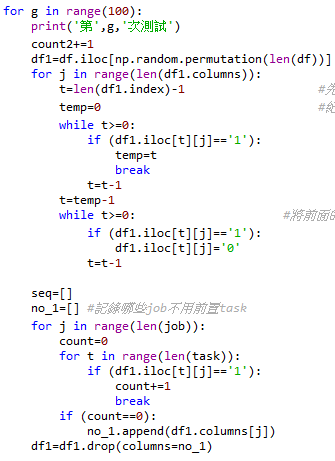 for g in range(100):
print('第',g,'次測試')
count2+=1
df1=df.iloc[np.random.permutation(len(df))]
for j in range(len(df1.columns)):
t=len(df1.index)-1 #先
temp=0 #紀
while t>=0:
if (df1.iloc[t][j]=='1'):
temp=t
break
t=t-1
t=temp-1
while t>=0: #將前面的
if (df1.iloc[t][j]=='1'):
df1.iloc[t][j]='0'
t=t-1
seq=[]
no_1=[] #記錄哪些job不用前置task
for j in range(len(job)):
count=0
for t in range(len(task)):
if (df1.iloc[t][j]=='1'):
count+=1
break
if (count==0):
no_1.append(df1.columns[j])
df1=df1.drop(columns=no_1)